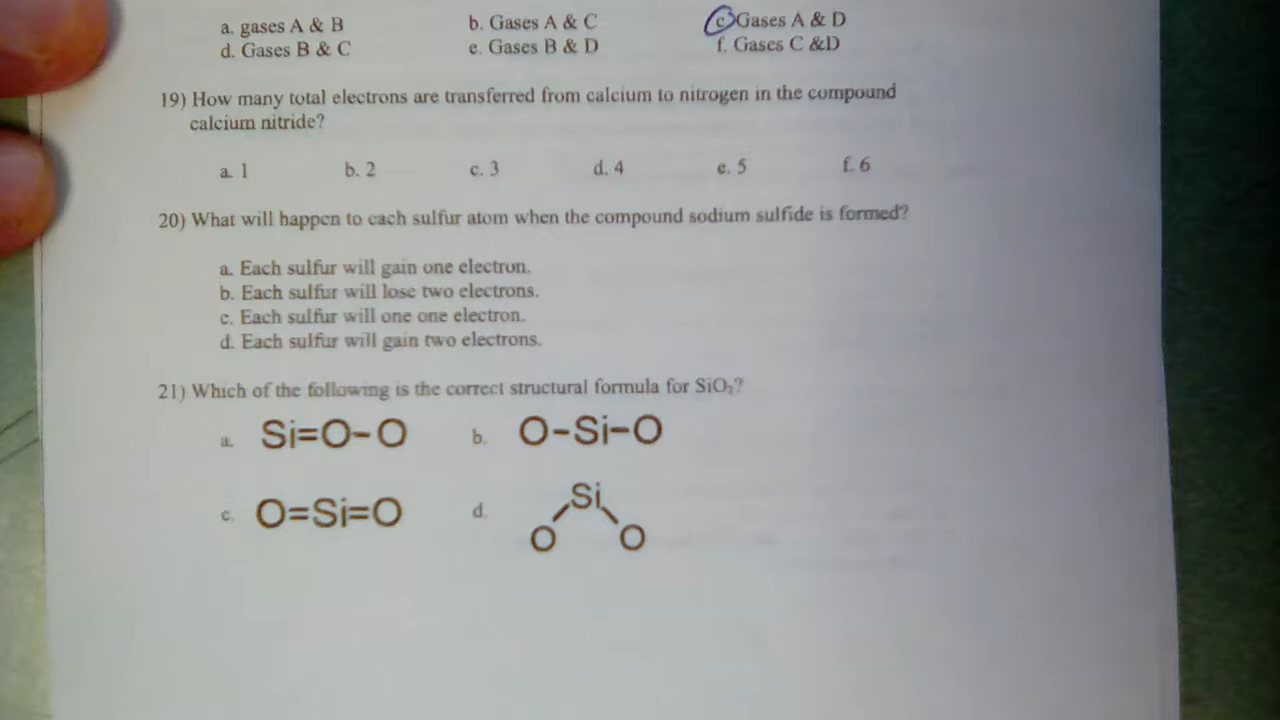 a. gases A & B b. Gases A & C c. Gases A & D
d. Gases B & C e. Gases B & D f. Gases C &D
19) How many total electrons are transferred from calcium to nitrogen in the compound
calcium nitride?
a. 1 b. 2 c. 3 d. 4 e. 5 f. 6
20) What will happen to each sulfur atom when the compound sodium sulfide is formed?
a. Each sulfur will gain one electron.
b. Each sulfur will lose two electrons.
c. Each sulfur will one one electron.
d. Each sulfur will gain two electrons.
21) Which of the following is the correct structural formula for SiO₂?
a. Si=O-O b. O-Si-O
c. O=Si=O d. Si
O O